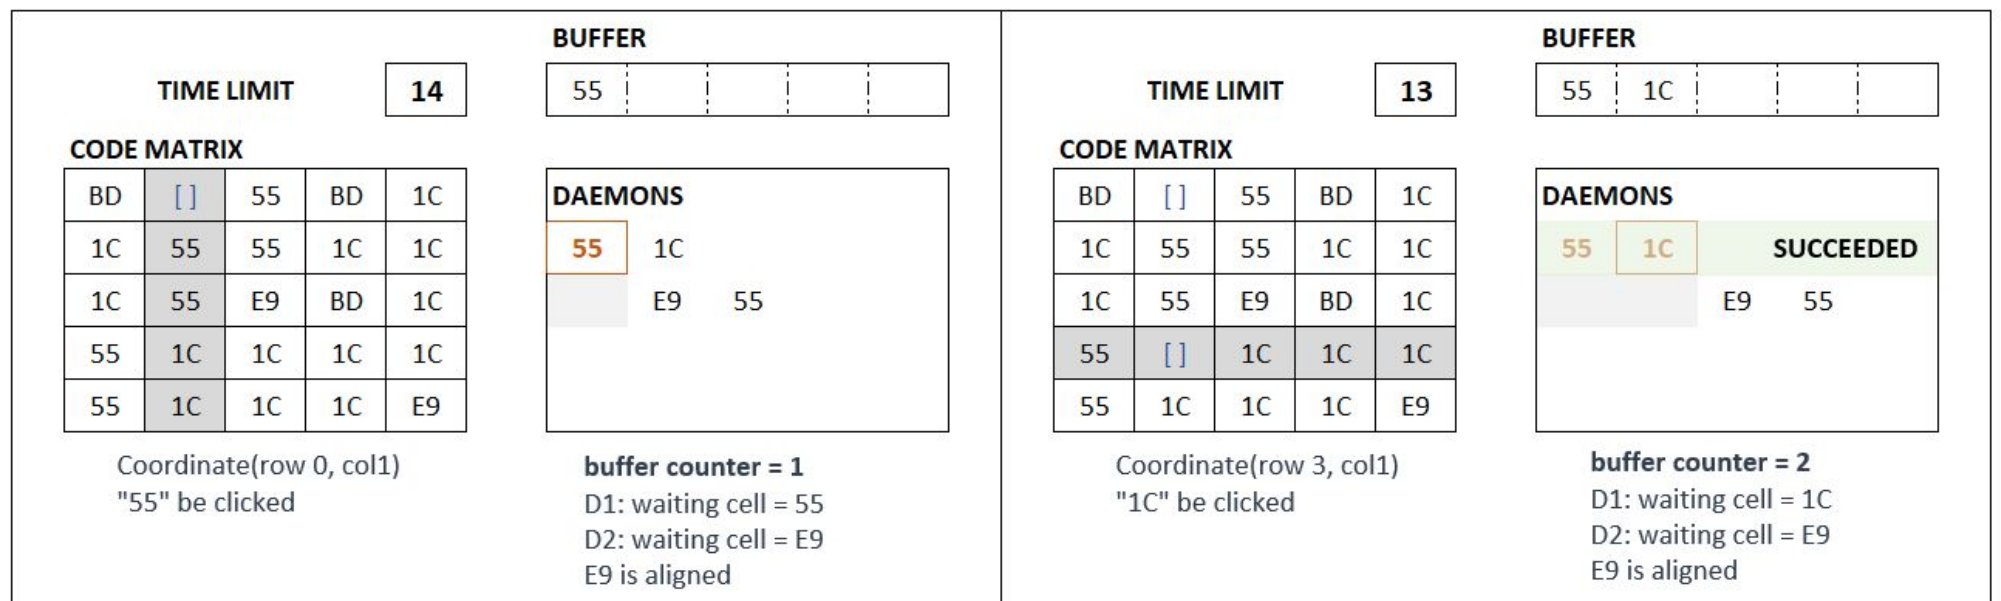 BUFFER
TIME LIMIT 14 55
CODE MATRIX
BD [ ] 55 BD 1C
DAEMONS
1C 55 55 1C 1C
55 1C
1C 55 E9 BD 1C
E9 55
55 1C 1C 1C 1C
55 1C 1C 1C E9
Coordinate(row 0, col1)
"55" be clicked
buffer counter = 1
D1: waiting cell = 55
D2: waiting cell = E9
E9 is aligned
BUFFER
TIME LIMIT 13 55 1C
CODE MATRIX
BD [ ] 55 BD 1C
DAEMONS
1C 55 55 1C 1C
55 1C SUCCEEDED
1C 55 E9 BD 1C
E9 55
55 [ ] 1C 1C 1C
55 1C 1C 1C E9
Coordinate(row 3, col1)
"1C" be clicked
buffer counter = 2
D1: waiting cell = 1C
D2: waiting cell = E9
E9 is aligned